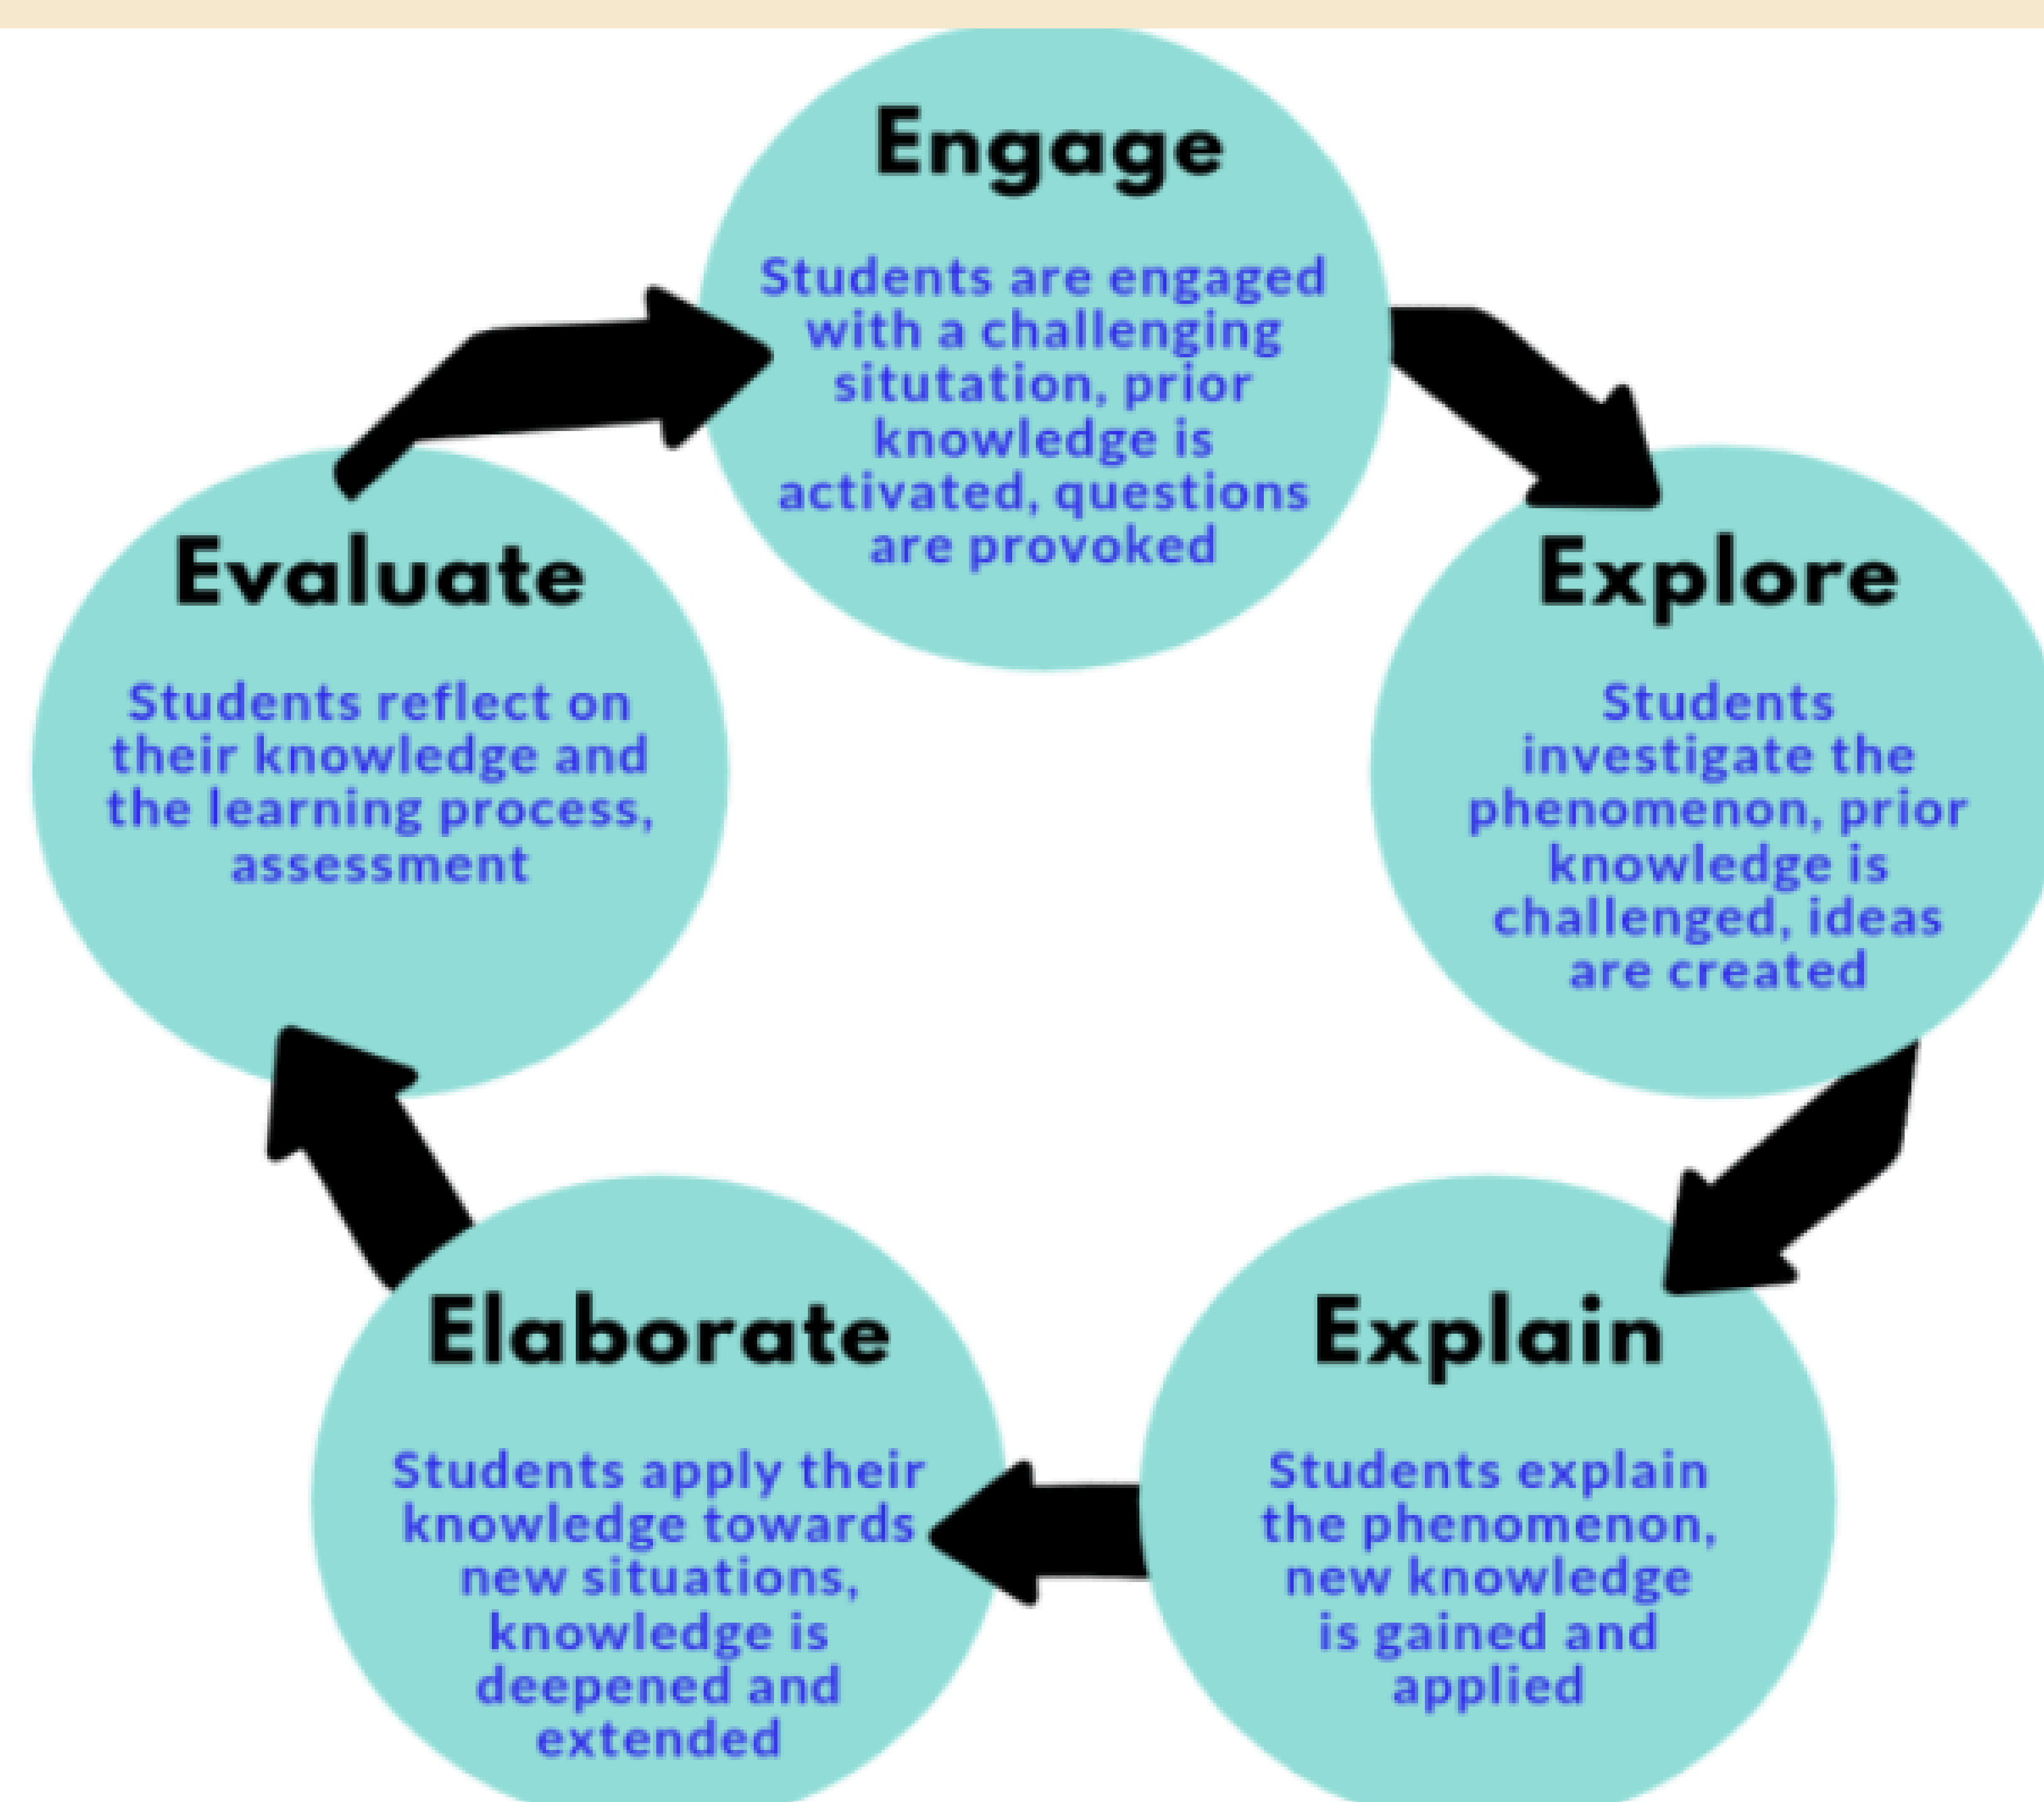 Engage
Students are engaged
with a challenging
situtation, prior
knowledge is
activated, questions
are provoked
Explore
Students
investigate the
phenomenon, prior
knowledge is
challenged, ideas
are created
Explain
Students explain
the phenomenon,
new knowledge
is gained and
applied
Elaborate
Students apply their
knowledge towards
new situations,
knowledge is
deepened and
extended
Evaluate
Students reflect on
their knowledge and
the learning process,
assessment